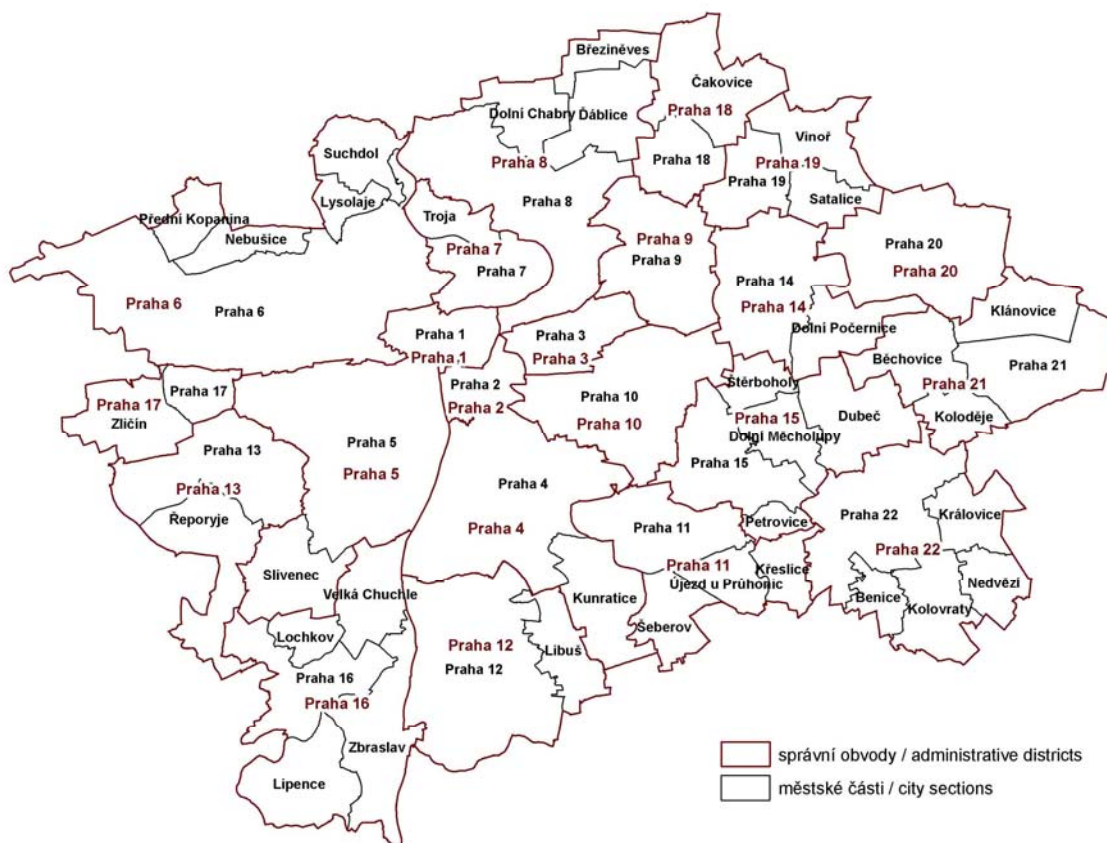 Březiněves
Čakovice
Dolní Chabry
Ďáblice
Praha 18
Vinoř
Suchdol
Praha 8
Praha 18
Praha 19
Praha 19
Lysolaje
Praha 8
Satalice
Troja
Přední Kopanina
Nebušice
Praha 9
Praha 7
Praha 9
Praha 20
Praha 7
Praha 14
Praha 20
Praha 6
Praha 6
Praha 14
Klánovice
Praha 1
Praha 3
Dolní Počernice
Praha 1
Praha 3
Běchovice
Praha 21
Praha 17
Praha 2
Štěrboholy
Praha 21
Praha 17
Praha 2
Praha 10
Zličín
Praha 10
Praha 15
Dubeč
Koloděje
Dolní Měcholupy
Praha 13
Praha 5
Praha 15
Praha 5
Praha 4
Praha 13
Řeporyje
Praha 4
Praha 11
Petrovice
Praha 22
Královice
Praha 22
Praha 11
Křeslice
Slivenec
Újezd u Průhonic
Nedvězí
Velká Chuchle
Kunratice
Benice
Kolovraty
Šeberov
Lochkov
Praha 12
Libuš
Praha 12
Praha 16
Praha 16
Zbraslav
Lipence
správní obvody / administrative districts
městské části / city sections